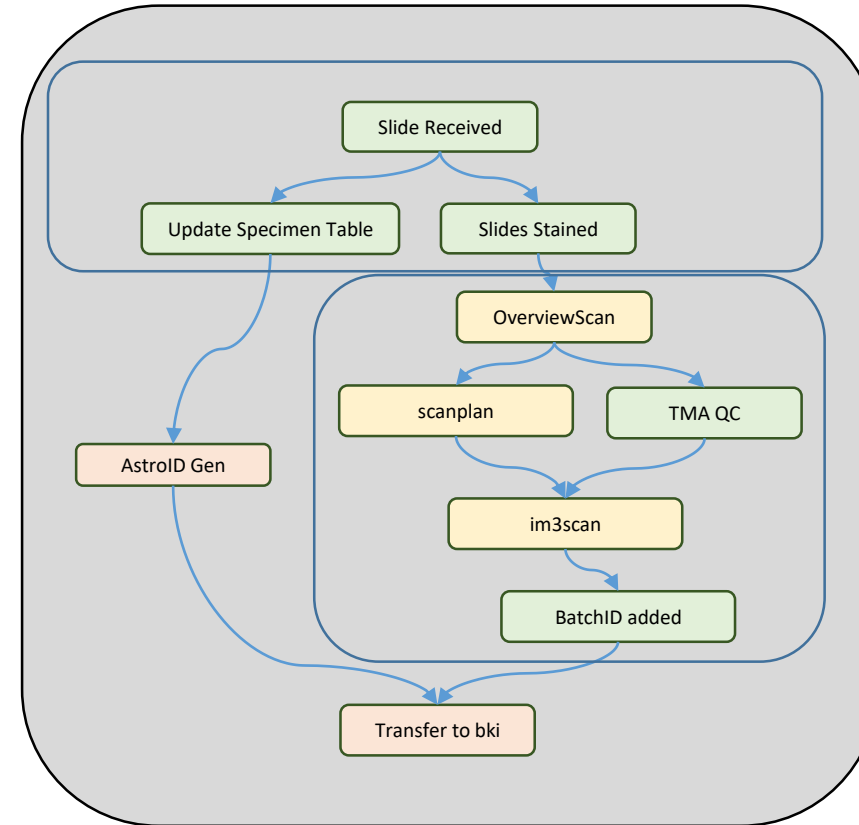 Slide Received
Update Specimen Table
Slides Stained
OverviewScan
scanplan
TMA QC
AstroID Gen
im3scan
BatchID added
Transfer to bki